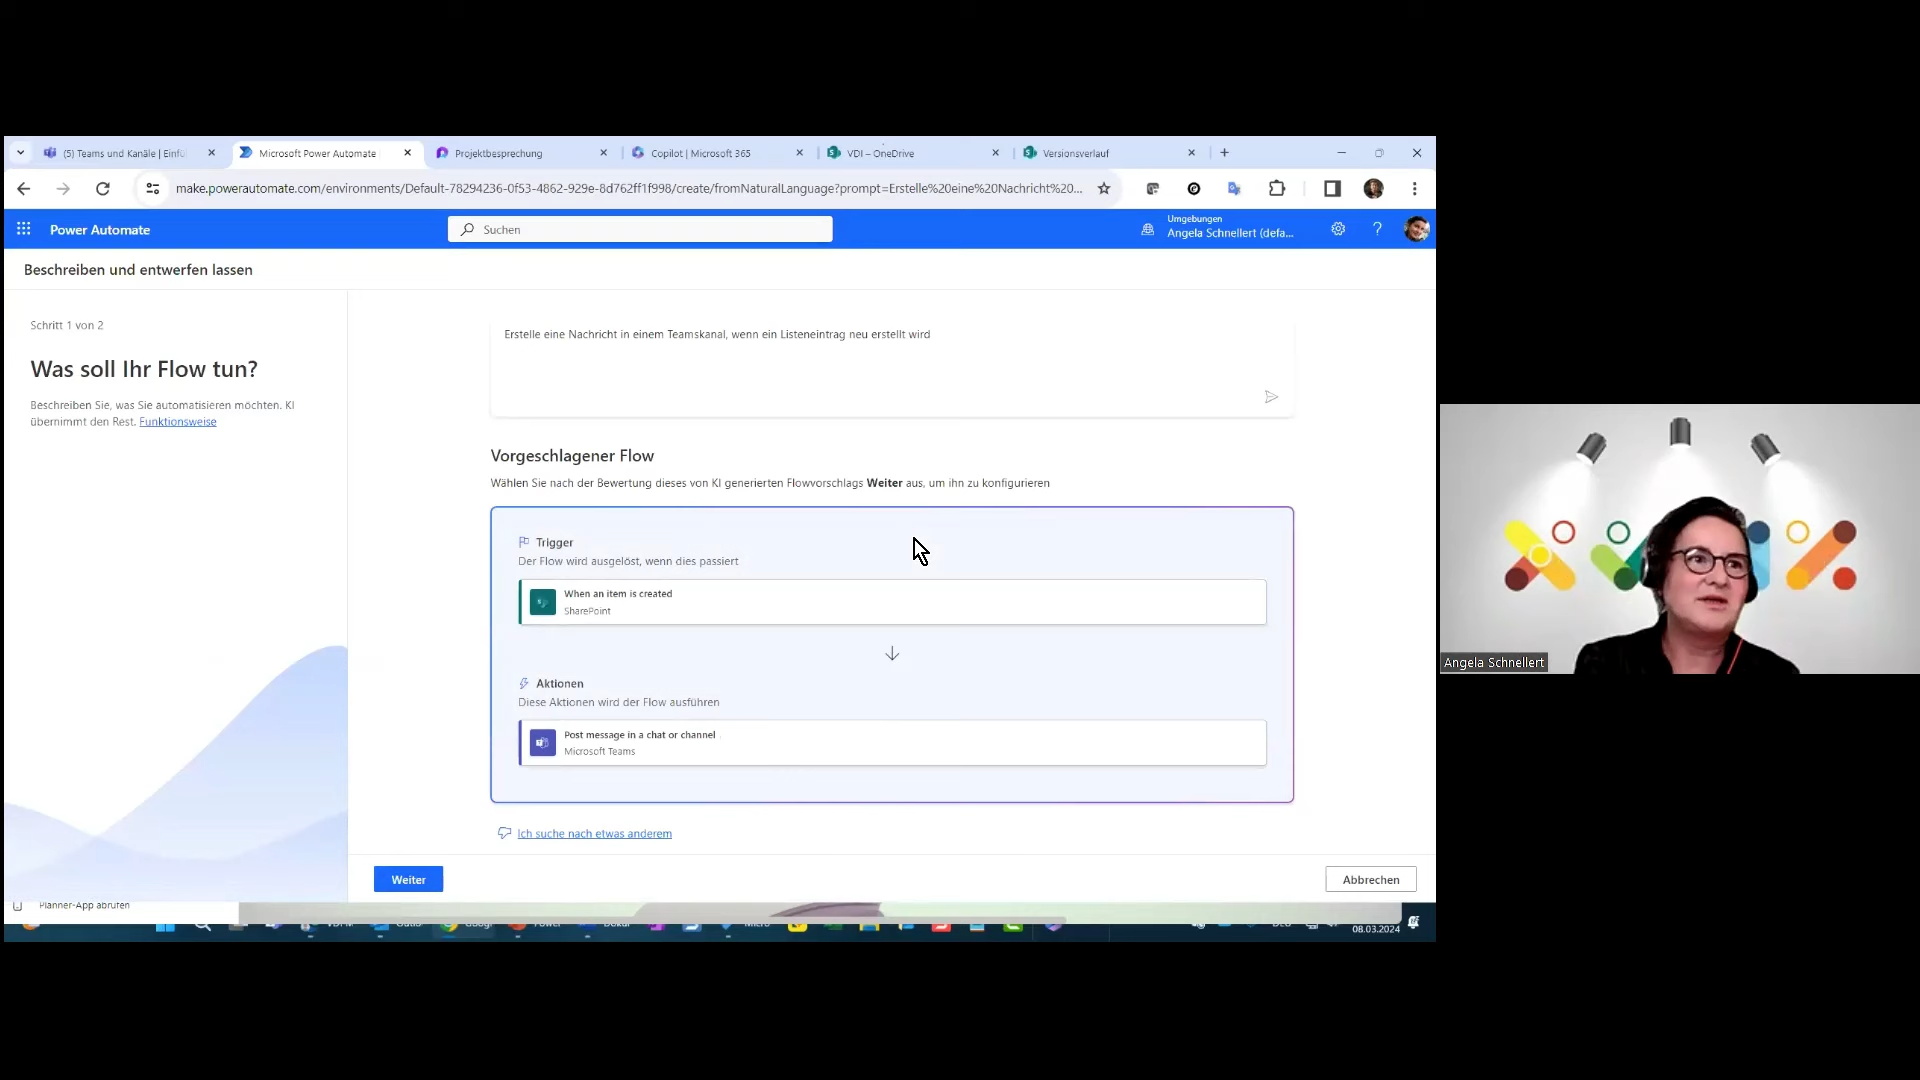 (5) Teams und Kanäle | Einfü
Microsoft Power Automate
Projektbesprechung
Copilot | Microsoft 365
VDI – OneDrive
Versionsverlauf
make.powerautomate.com/environments/Default-78294236-0f53-4862-929e-8d762ff1f998/create/fromNaturalLanguage?prompt=Erstelle%20eine%20Nachricht%20...
Power Automate
Suchen
Umgebungen
Angela Schnellert (defa...
Beschreiben und entwerfen lassen
Schritt 1 von 2
Was soll Ihr Flow tun?
Beschreiben Sie, was Sie automatisieren möchten. KI
übernimmt den Rest. Funktionsweise
Erstelle eine Nachricht in einem Teamskanal, wenn ein Listeneintrag neu erstellt wird
Vorgeschlagener Flow
Wählen Sie nach der Bewertung dieses von KI generierten Flowvorschlags Weiter aus, um ihn zu konfigurieren
Trigger
Der Flow wird ausgelöst, wenn dies passiert
When an item is created
SharePoint
Aktionen
Diese Aktionen wird der Flow ausführen
Post message in a chat or channel
Microsoft Teams
Ich suche nach etwas anderem
Weiter
Abbrechen
Planner-App abrufen
08.03.2024
Angela Schnellert